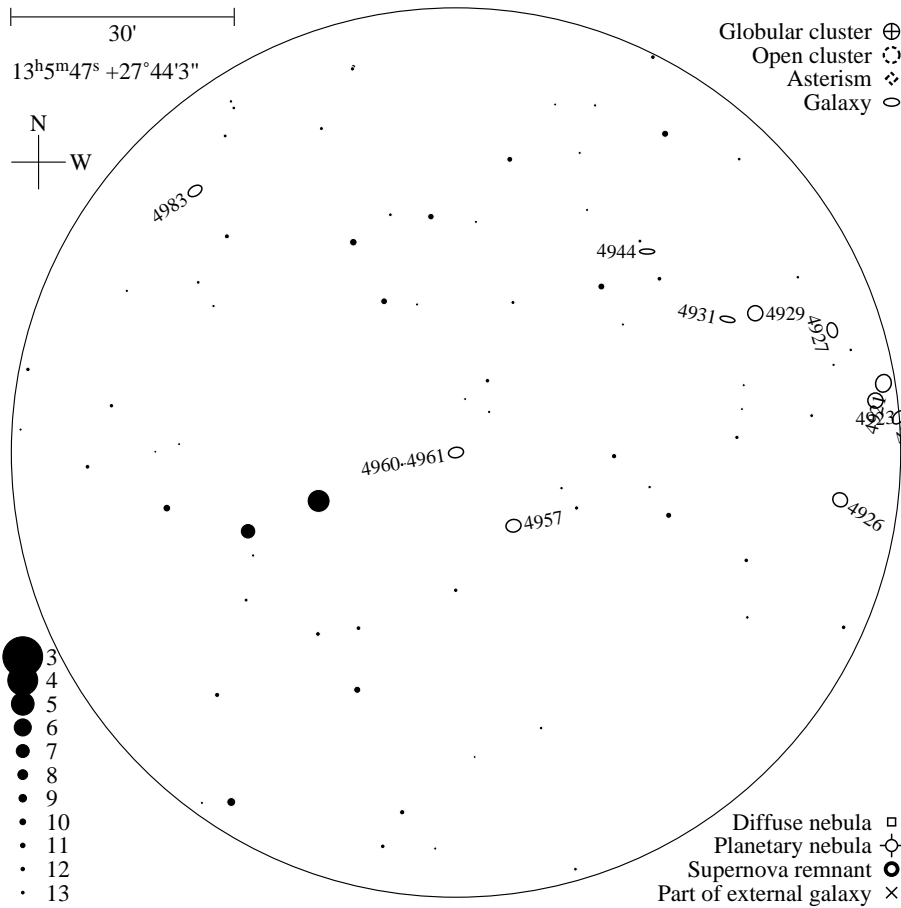 30'
13h5m47s +27°44'3"
N
W
Globular cluster
Open cluster
Asterism
Galaxy
4983
4944
4931
4929
4927
4921
4923
4960
4961
4957
4926
3
4
5
6
7
8
9
10
11
12
13
Diffuse nebula
Planetary nebula
Supernova remnant
Part of external galaxy